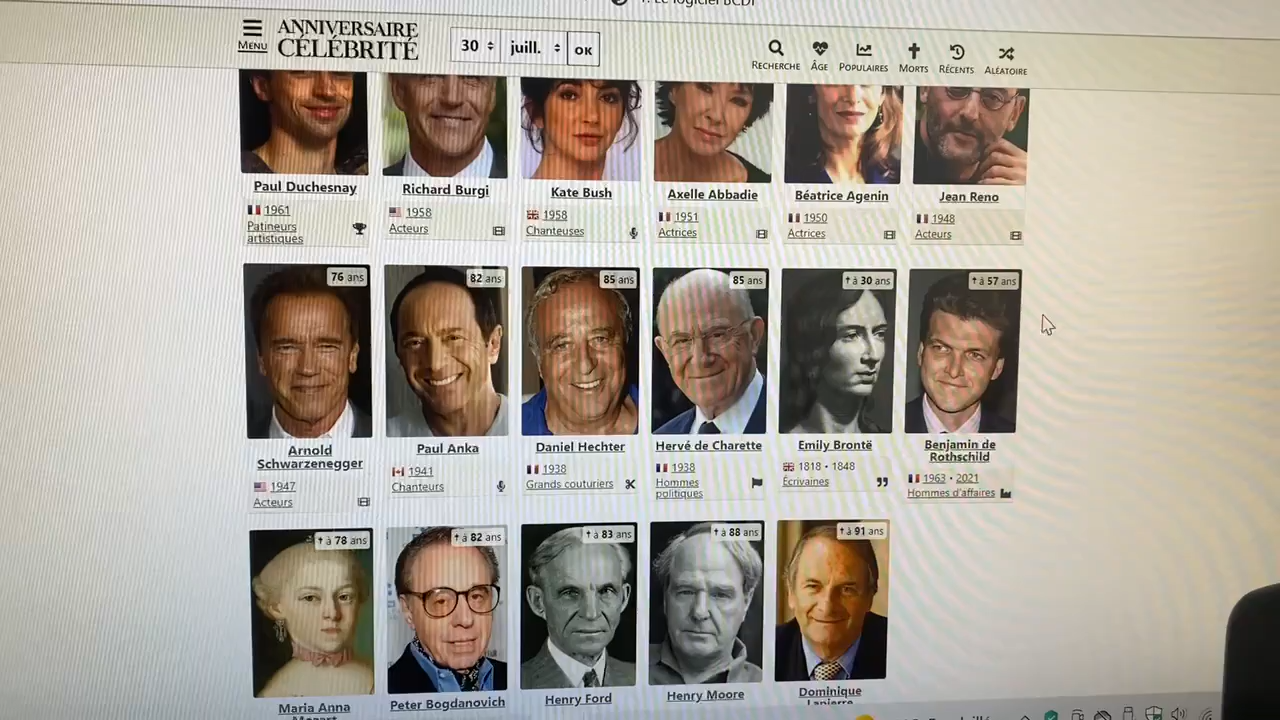 MENU
ANNIVERSAIRE
CÉLÉBRITÉ
30 juill. OK
RECHERCHE ÂGE POPULAIRES MORTS RÉCENTS ALÉATOIRE
Paul Duchesnay
1961
Patineurs
artistiques
Richard Burgi
1958
Acteurs
Kate Bush
1958
Chanteuses
Axelle Abbadie
1951
Actrices
Béatrice Agenin
1950
Actrices
Jean Reno
1948
Acteurs
76 ans
Arnold
Schwarzenegger
1947
Acteurs
82 ans
Paul Anka
1941
Chanteurs
85 ans
Daniel Hechter
1938
Grands couturiers
85 ans
Hervé de Charette
1938
Hommes
politiques
† à 30 ans
Emily Brontë
1818 • 1848
Écrivaines
† à 57 ans
Benjamin de
Rothschild
1963 • 2021
Hommes d'affaires
† à 78 ans
Maria Anna
Mozart
† à 82 ans
Peter Bogdanovich
† à 83 ans
Henry Ford
† à 88 ans
Henry Moore
† à 91 ans
Dominique
Lapierre